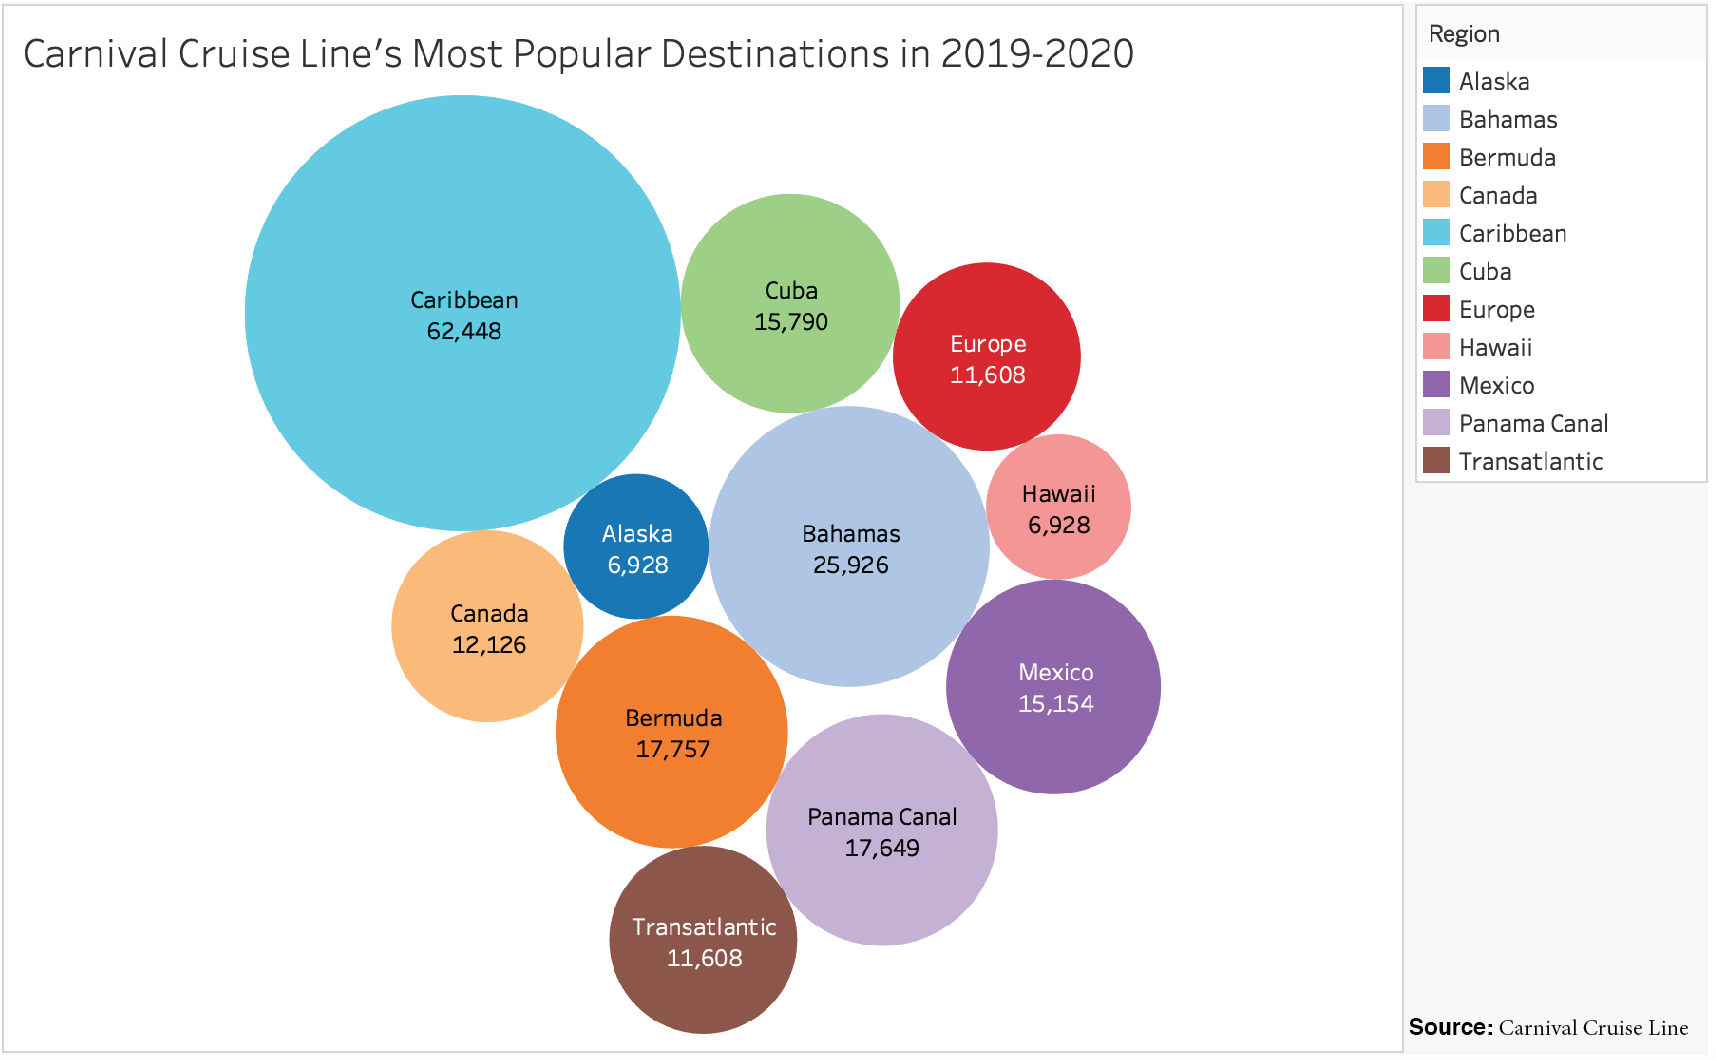 Carnival Cruise Line's Most Popular Destinations in 2019-2020
Caribbean
62,448
Cuba
15,790
Europe
11,608
Hawaii
6,928
Alaska
6,928
Bahamas
25,926
Canada
12,126
Mexico
15,154
Bermuda
17,757
Panama Canal
17,649
Transatlantic
11,608
Region
Alaska
Bahamas
Bermuda
Canada
Caribbean
Cuba
Europe
Hawaii
Mexico
Panama Canal
Transatlantic
Source: Carnival Cruise Line